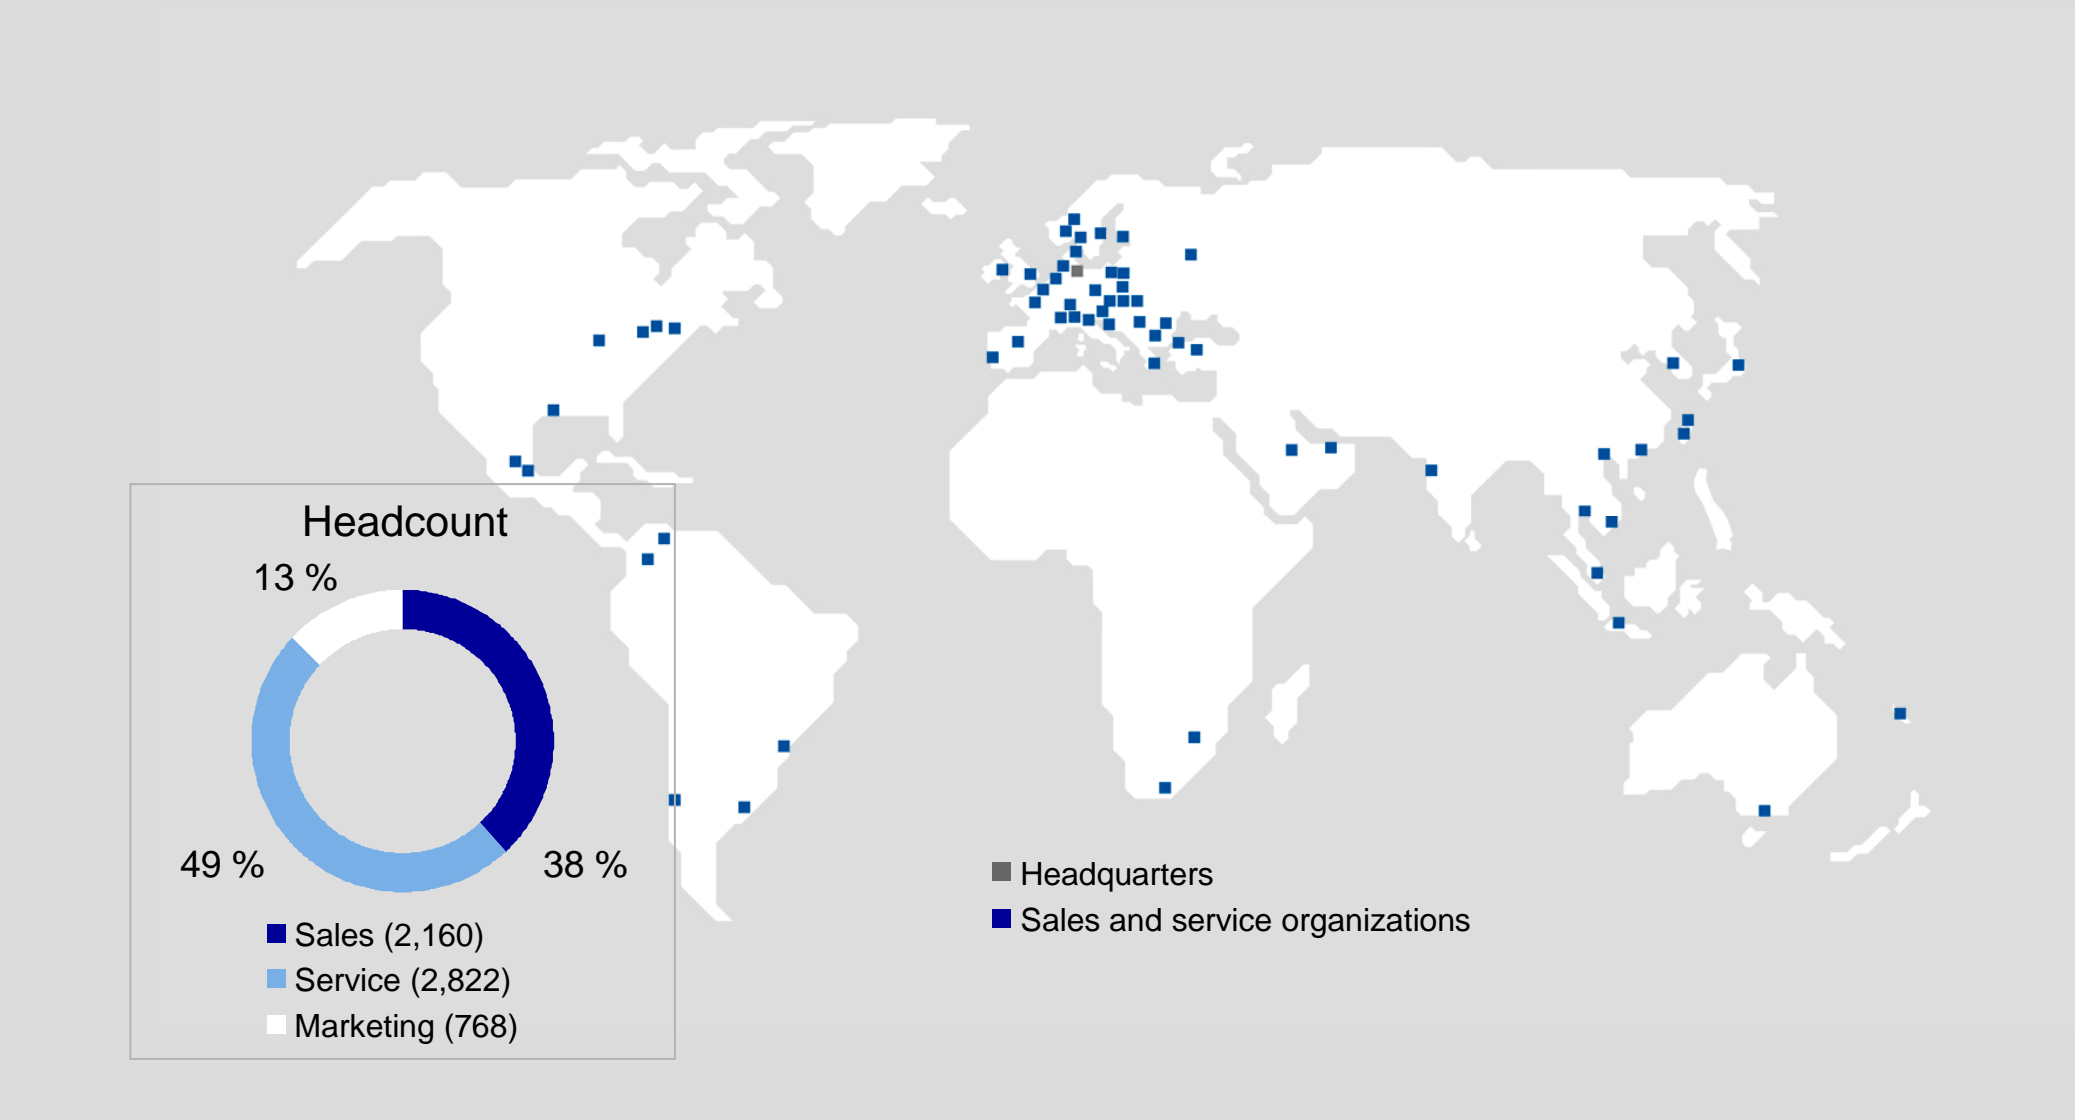 Headcount
13 %
49 %
38 %
Sales (2,160)
Service (2,822)
Marketing (768)
Headquarters
Sales and service organizations